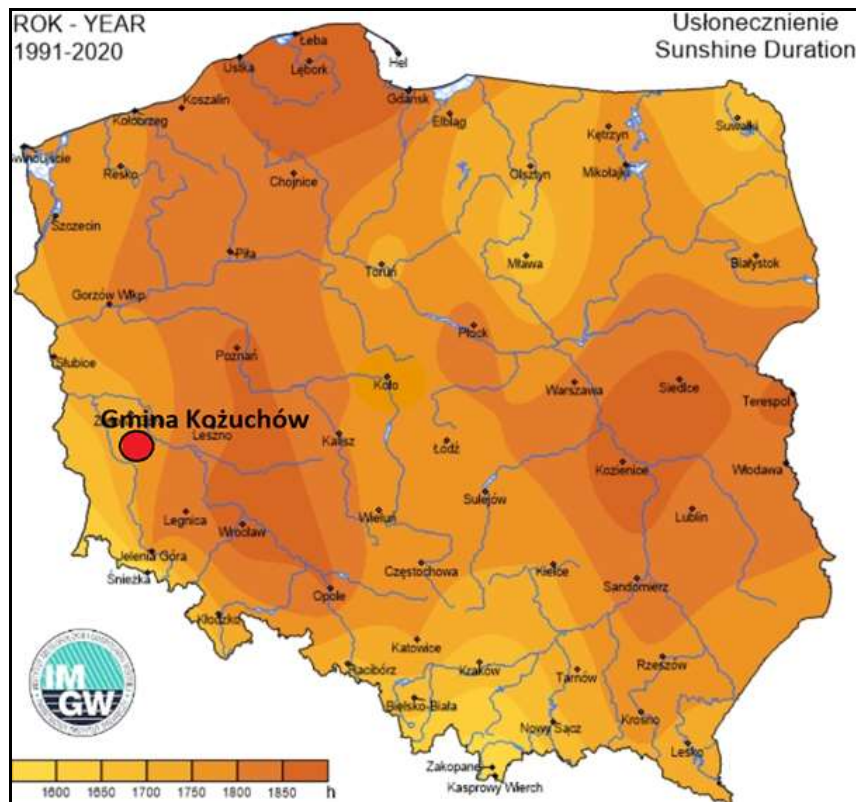 ROK - YEAR
1991-2020
Usłonecznienie
Sunshine Duration
Łeba
Ustka
Lębork
Hel
Gdańsk
Koszalin
Kołobrzeg
Elbląg
Kętrzyn
Suwałki
Świnoujście
Resko
Chojnice
Olsztyn
Mikołajki
Szczecin
Piła
Toruń
Mława
Białystok
Gorzów Wlkp.
Płock
Słubice
Poznań
Koło
Warszawa
Siedlce
Terespol
Gmina Kożuchów
Leszno
Kalisz
Łódź
Kozienice
Włodawa
Sulejów
Legnica
Wrocław
Wieluń
Lublin
Jelenia Góra
Śnieżka
Częstochowa
Kielce
Sandomierz
Opole
Kłodzko
Katowice
Racibórz
Kraków
Tarnów
Rzeszów
Bielsko-Biała
Nowy Sącz
Krosno
Lesko
Zakopane
Kasprowy Wierch
IM
GW
1600 1650 1700 1750 1800 1850 h